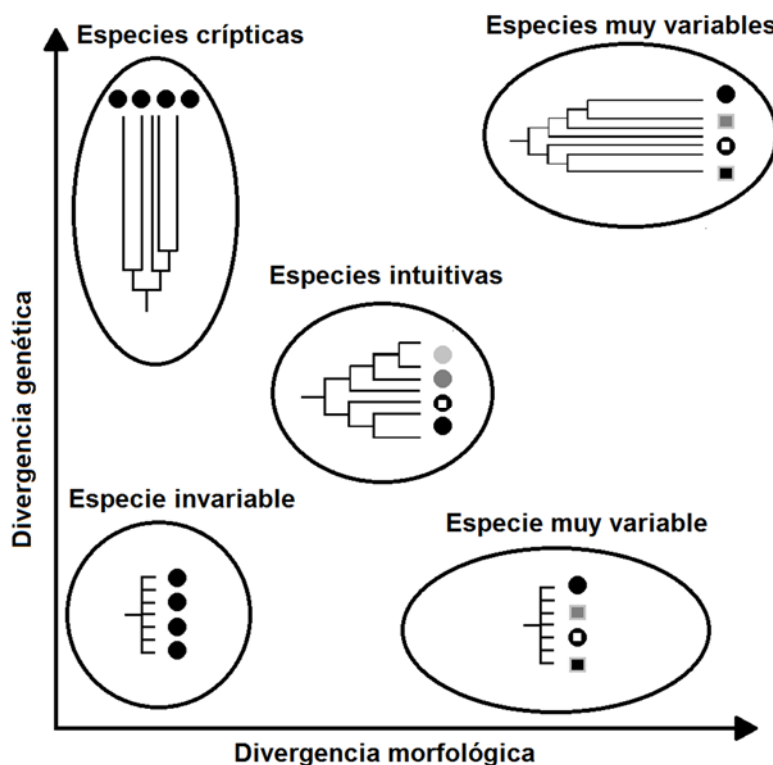 Especies crípticas
Especies muy variables
Especies intuitivas
Especie invariable
Especie muy variable
Divergencia genética
Divergencia morfológica